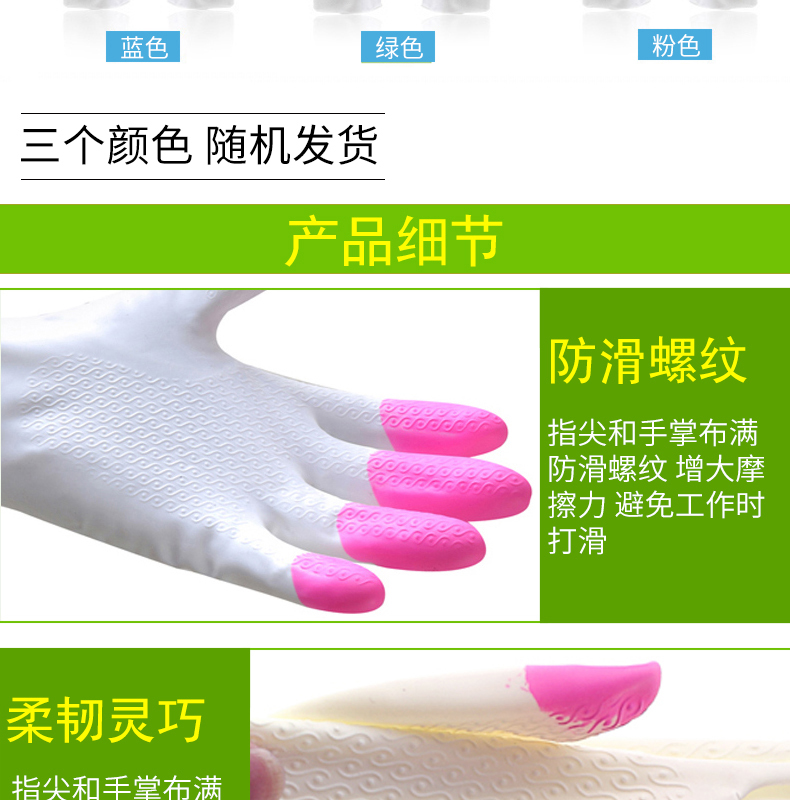 蓝色 绿色 粉色
三个颜色 随机发货
产品细节
防滑螺纹
指尖和手掌布满
防滑螺纹 增大摩
擦力 避免工作时
打滑
柔韧灵巧
指尖和手掌布满